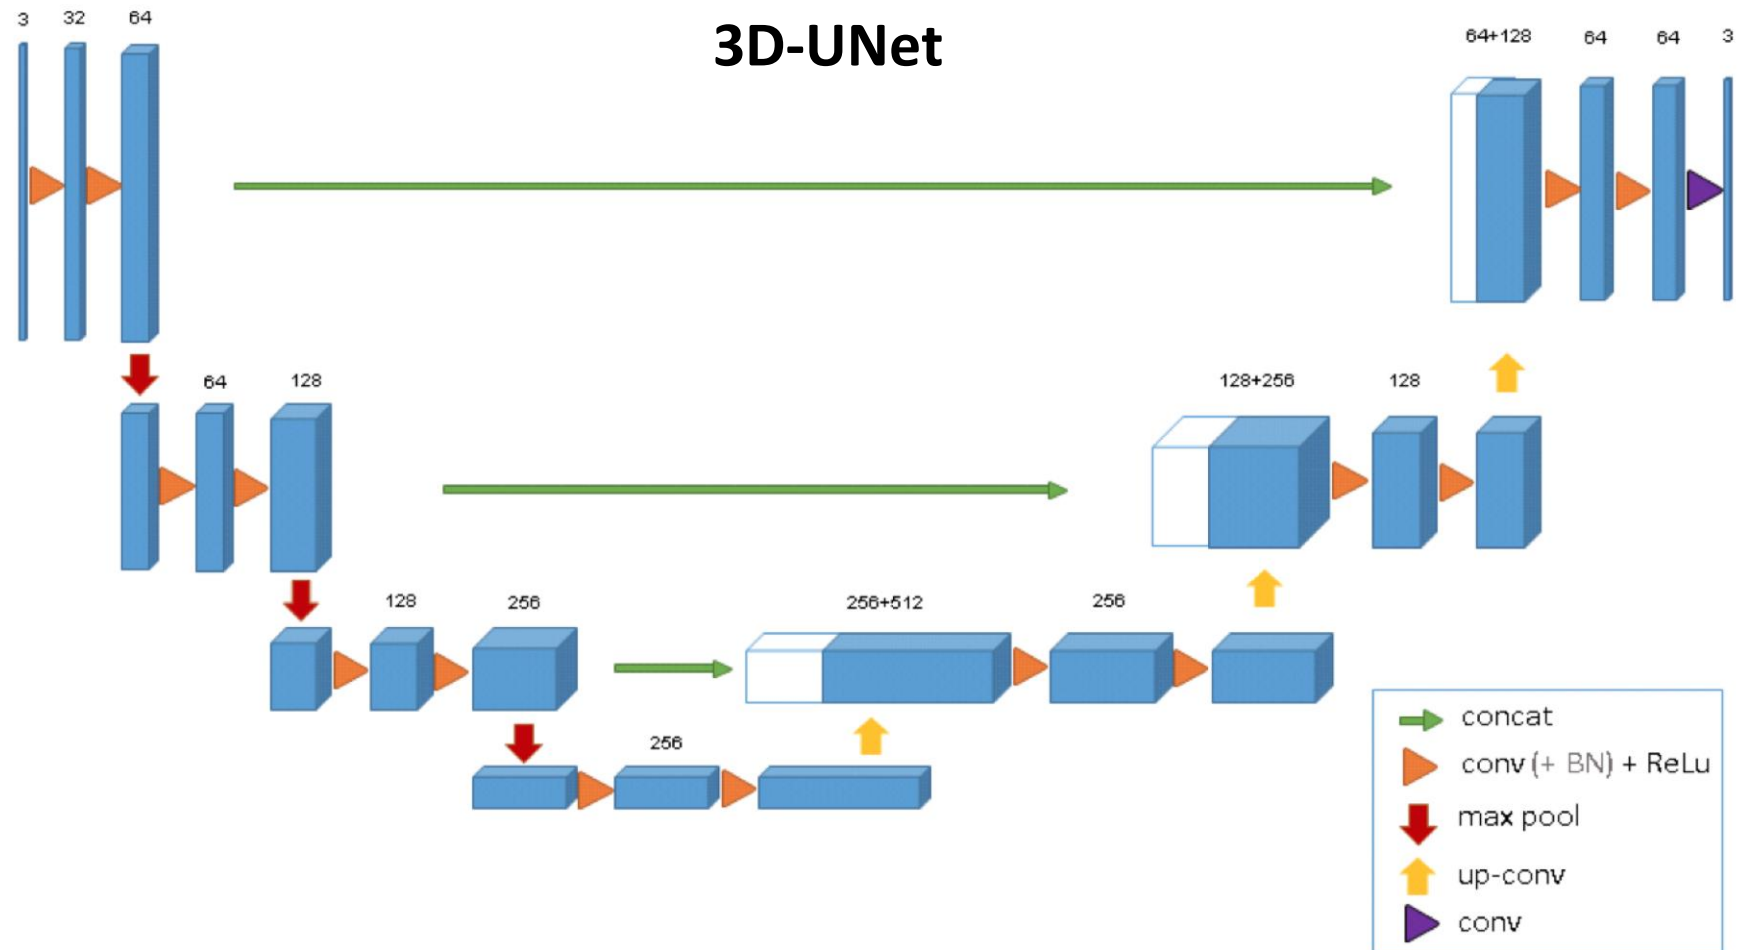 3D-UNet
3 32 64
64+128 64 64 3
64 128
128+256 128
128 256
256+512 256
256
concat
conv (+ BN) + ReLu
max pool
up-conv
conv